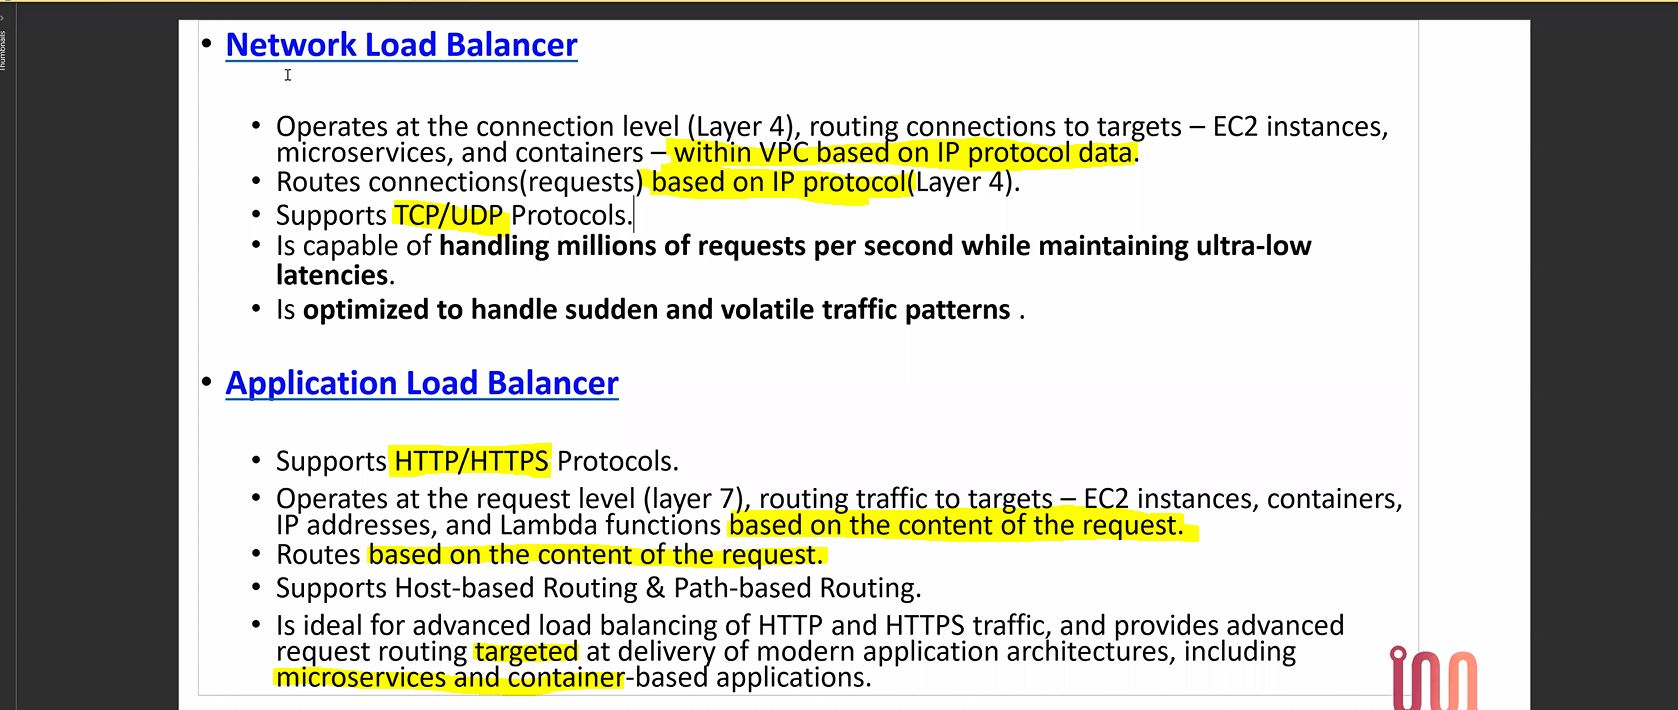 Thumbnails
• Network Load Balancer
• Operates at the connection level (Layer 4), routing connections to targets – EC2 instances,
microservices, and containers – within VPC based on IP protocol data.
• Routes connections(requests) based on IP protocol(Layer 4).
• Supports TCP/UDP Protocols.
• Is capable of handling millions of requests per second while maintaining ultra-low
latencies.
• Is optimized to handle sudden and volatile traffic patterns .
• Application Load Balancer
• Supports HTTP/HTTPS Protocols.
• Operates at the request level (layer 7), routing traffic to targets – EC2 instances, containers,
IP addresses, and Lambda functions based on the content of the request.
• Routes based on the content of the request.
• Supports Host-based Routing & Path-based Routing.
• Is ideal for advanced load balancing of HTTP and HTTPS traffic, and provides advanced
request routing targeted at delivery of modern application architectures, including
microservices and container-based applications.